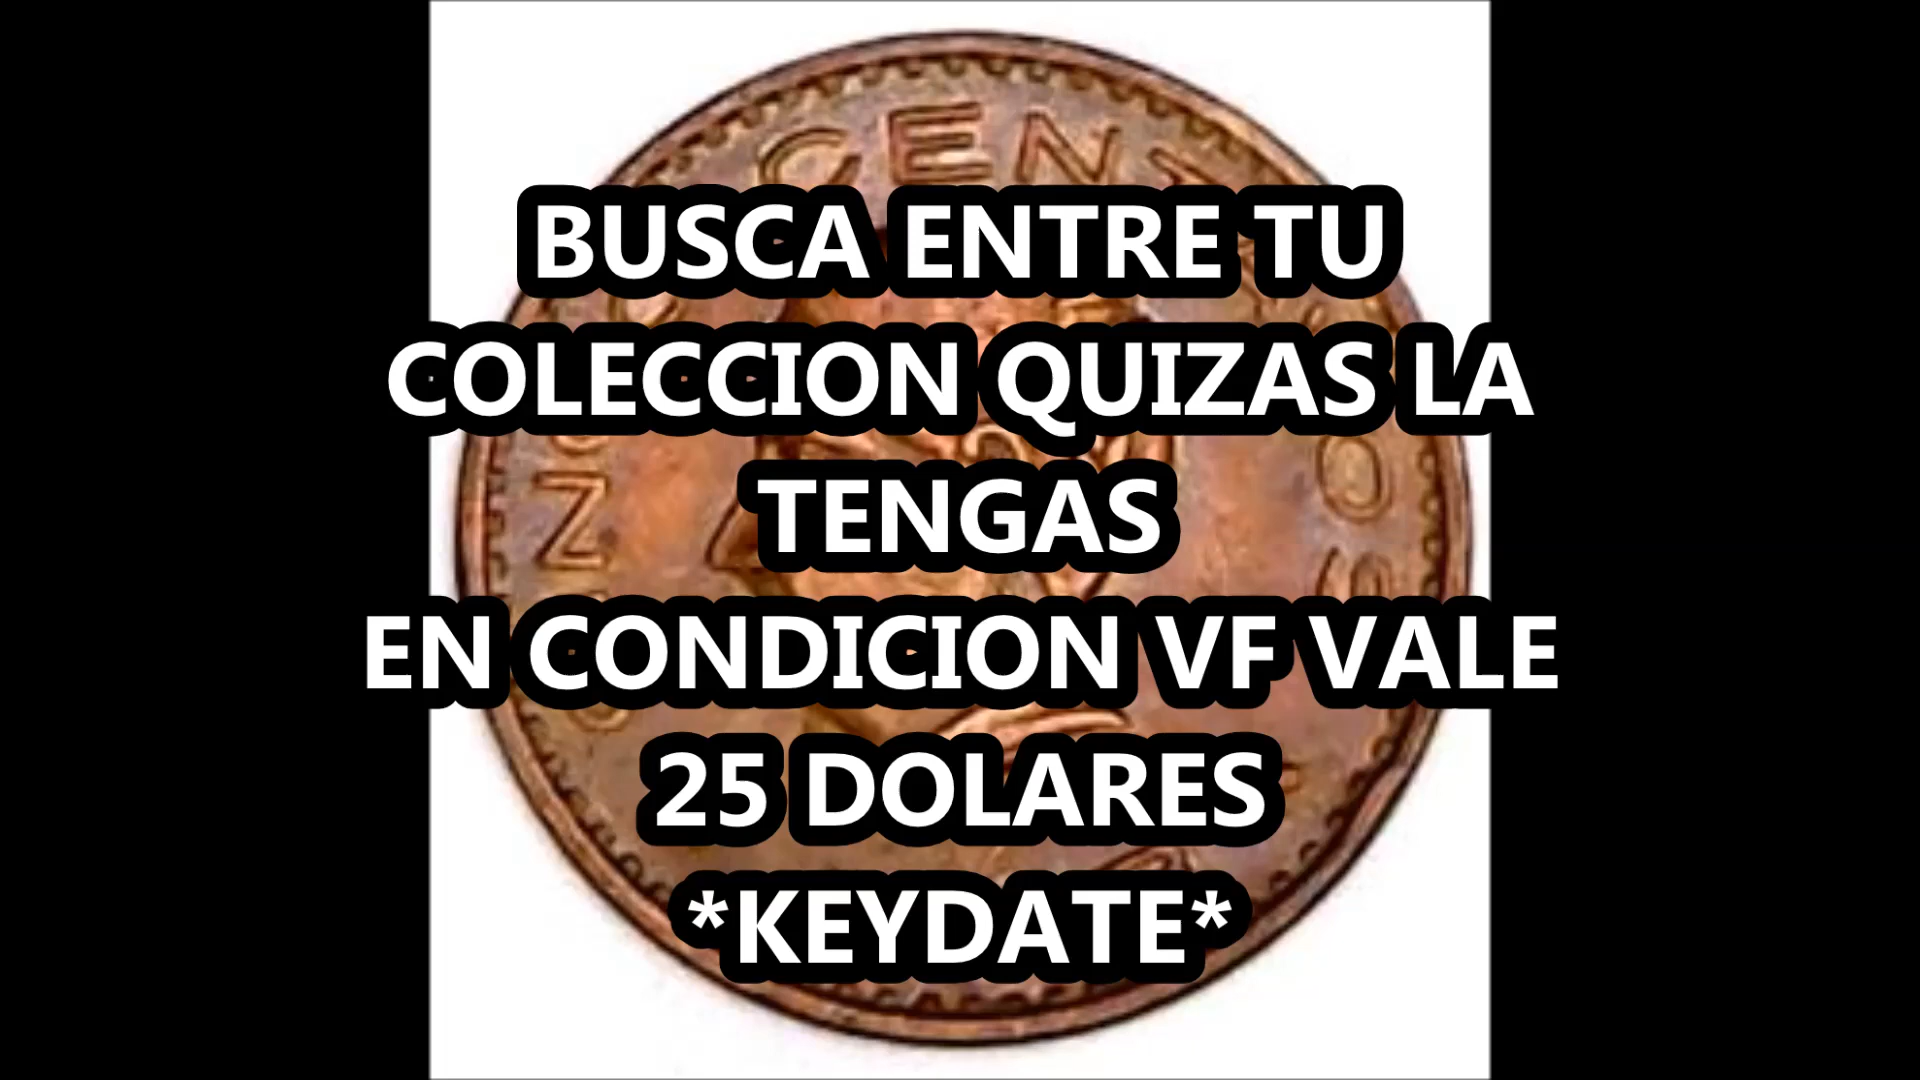 BUSCA ENTRE TU
COLECCION QUIZAS LA
TENGAS
EN CONDICION VF VALE
25 DOLARES
*KEYDATE*